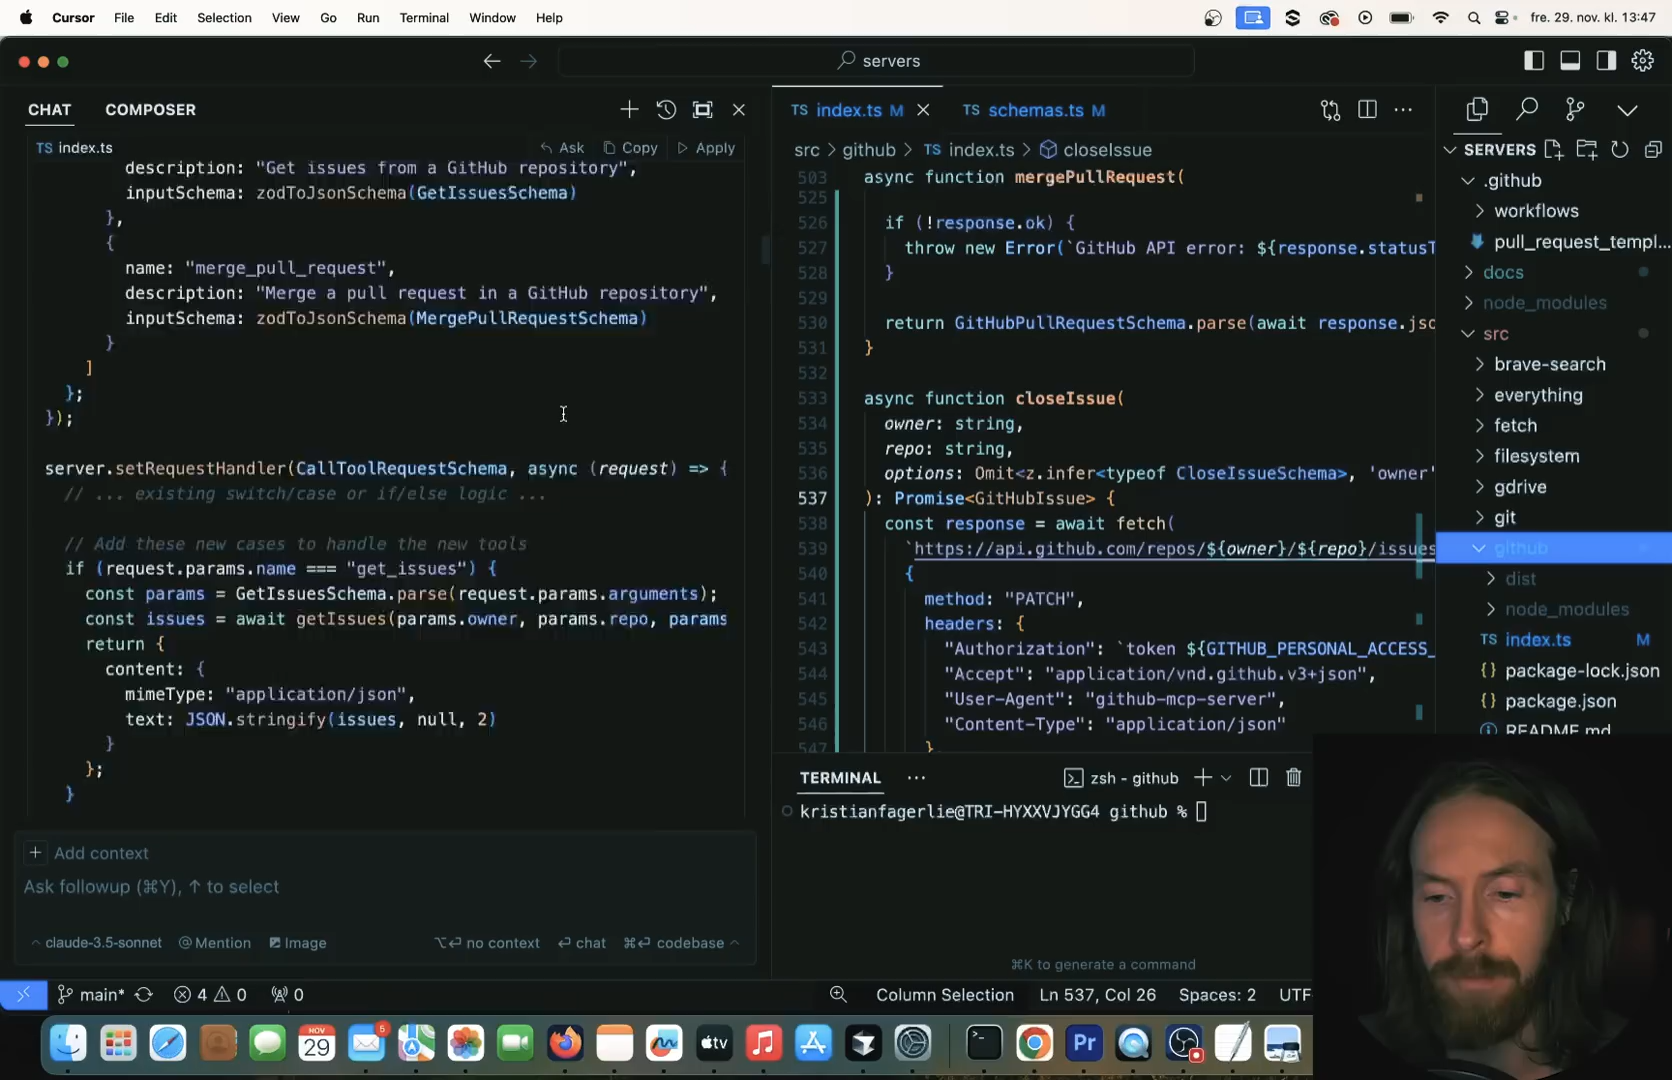 Cursor File Edit Selection View Go Run Terminal Window Help
fre. 29. nov. kl. 13:47
servers
CHAT COMPOSER
TS index.ts
Ask Copy Apply
description: "Get issues from a GitHub repository",
inputSchema: zodToJsonSchema(GetIssuesSchema)
},
{
name: "merge_pull_request",
description: "Merge a pull request in a GitHub repository",
inputSchema: zodToJsonSchema(MergePullRequestSchema)
}
]
};
});
server.setRequestHandler(CallToolRequestSchema, async (request) => {
// ... existing switch/case or if/else logic ...
// Add these new cases to handle the new tools
if (request.params.name === "get_issues") {
const params = GetIssuesSchema.parse(request.params.arguments);
const issues = await getIssues(params.owner, params.repo, params
return {
content: {
mimeType: "application/json",
text: JSON.stringify(issues, null, 2)
}
};
}
+ Add context
Ask followup (⌘Y), ↑ to select
claude-3.5-sonnet @ Mention Image
⌥⏎ no context ⏎ chat ⌘⏎ codebase
TS index.ts M TS schemas.ts M
src > github > TS index.ts > closeIssue
503 async function mergePullRequest(
525
526 if (!response.ok) {
527 throw new Error(`GitHub API error: ${response.statusT
528 }
529
530 return GitHubPullRequestSchema.parse(await response.jso
531 }
532
533 async function closeIssue(
534 owner: string,
535 repo: string,
536 options: Omit<z.infer<typeof CloseIssueSchema>, 'owner'
537 ): Promise<GitHubIssue> {
538 const response = await fetch(
539 `https://api.github.com/repos/${owner}/${repo}/issues
540 {
541 method: "PATCH",
542 headers: {
543 "Authorization": `token ${GITHUB_PERSONAL_ACCESS_
544 "Accept": "application/vnd.github.v3+json",
545 "User-Agent": "github-mcp-server",
546 "Content-Type": "application/json"
547 },
TERMINAL ...
zsh - github
kristianfagerlie@TRI-HYXXVJYGG4 github %
⌘K to generate a command
SERVERS
.github
workflows
pull_request_templ...
docs
node_modules
src
brave-search
everything
fetch
filesystem
gdrive
git
github
dist
node_modules
TS index.ts M
{} package-lock.json
{} package.json
README.md
main* 4 0 0
Column Selection Ln 537, Col 26 Spaces: 2 UTF
NOV
29
5
tv
Pr